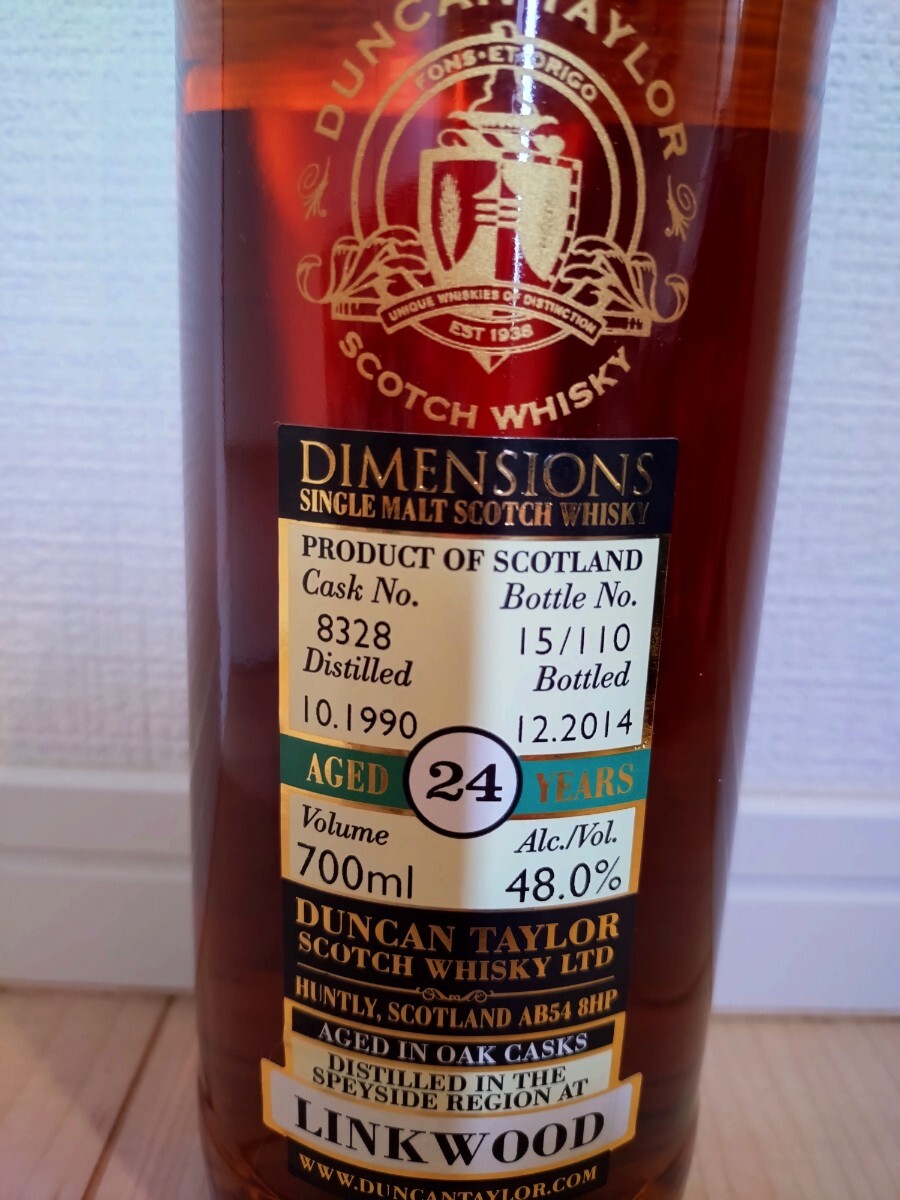 DUNCAN TAYLOR
FONS·ET·ORIGO
UNIQUE WHISKIES OF DISTINCTION
EST 1938
SCOTCH WHISKY
DIMENSIONS
SINGLE MALT SCOTCH WHISKY
PRODUCT OF SCOTLAND
Cask No. Bottle No.
8328 15/110
Distilled Bottled
10.1990 12.2014
AGED 24 YEARS
Volume Alc./Vol.
700ml 48.0%
DUNCAN TAYLOR
SCOTCH WHISKY LTD
HUNTLY, SCOTLAND AB54 8HP
AGED IN OAK CASKS
DISTILLED IN THE
SPEYSIDE REGION AT
LINKWOOD
WWW.DUNCANTAYLOR.COM